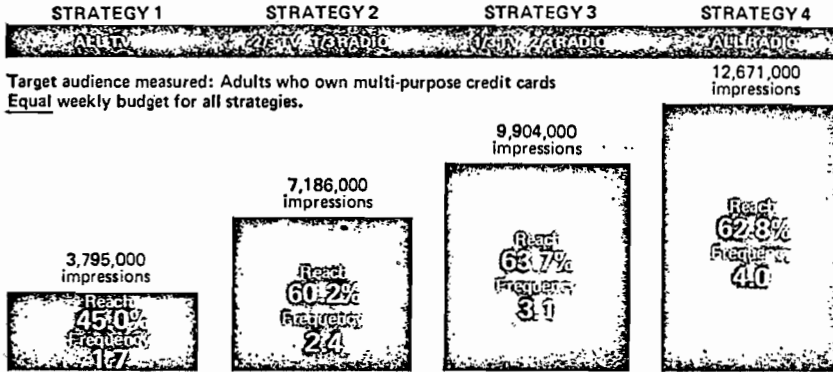 STRATEGY 1 STRATEGY 2 STRATEGY 3 STRATEGY 4
ALL TV 2/3 TV 1/3 RADIO 1/3 TV 2/3 RADIO ALL RADIO
Target audience measured: Adults who own multi-purpose credit cards
Equal weekly budget for all strategies.
12,671,000
impressions
9,904,000
impressions
7,186,000
impressions
3,795,000
impressions
Reach
45.0%
Frequency
1.7
Reach
60.2%
Frequency
2.4
Reach
63.7%
Frequency
3.1
Reach
62.8%
Frequency
4.0